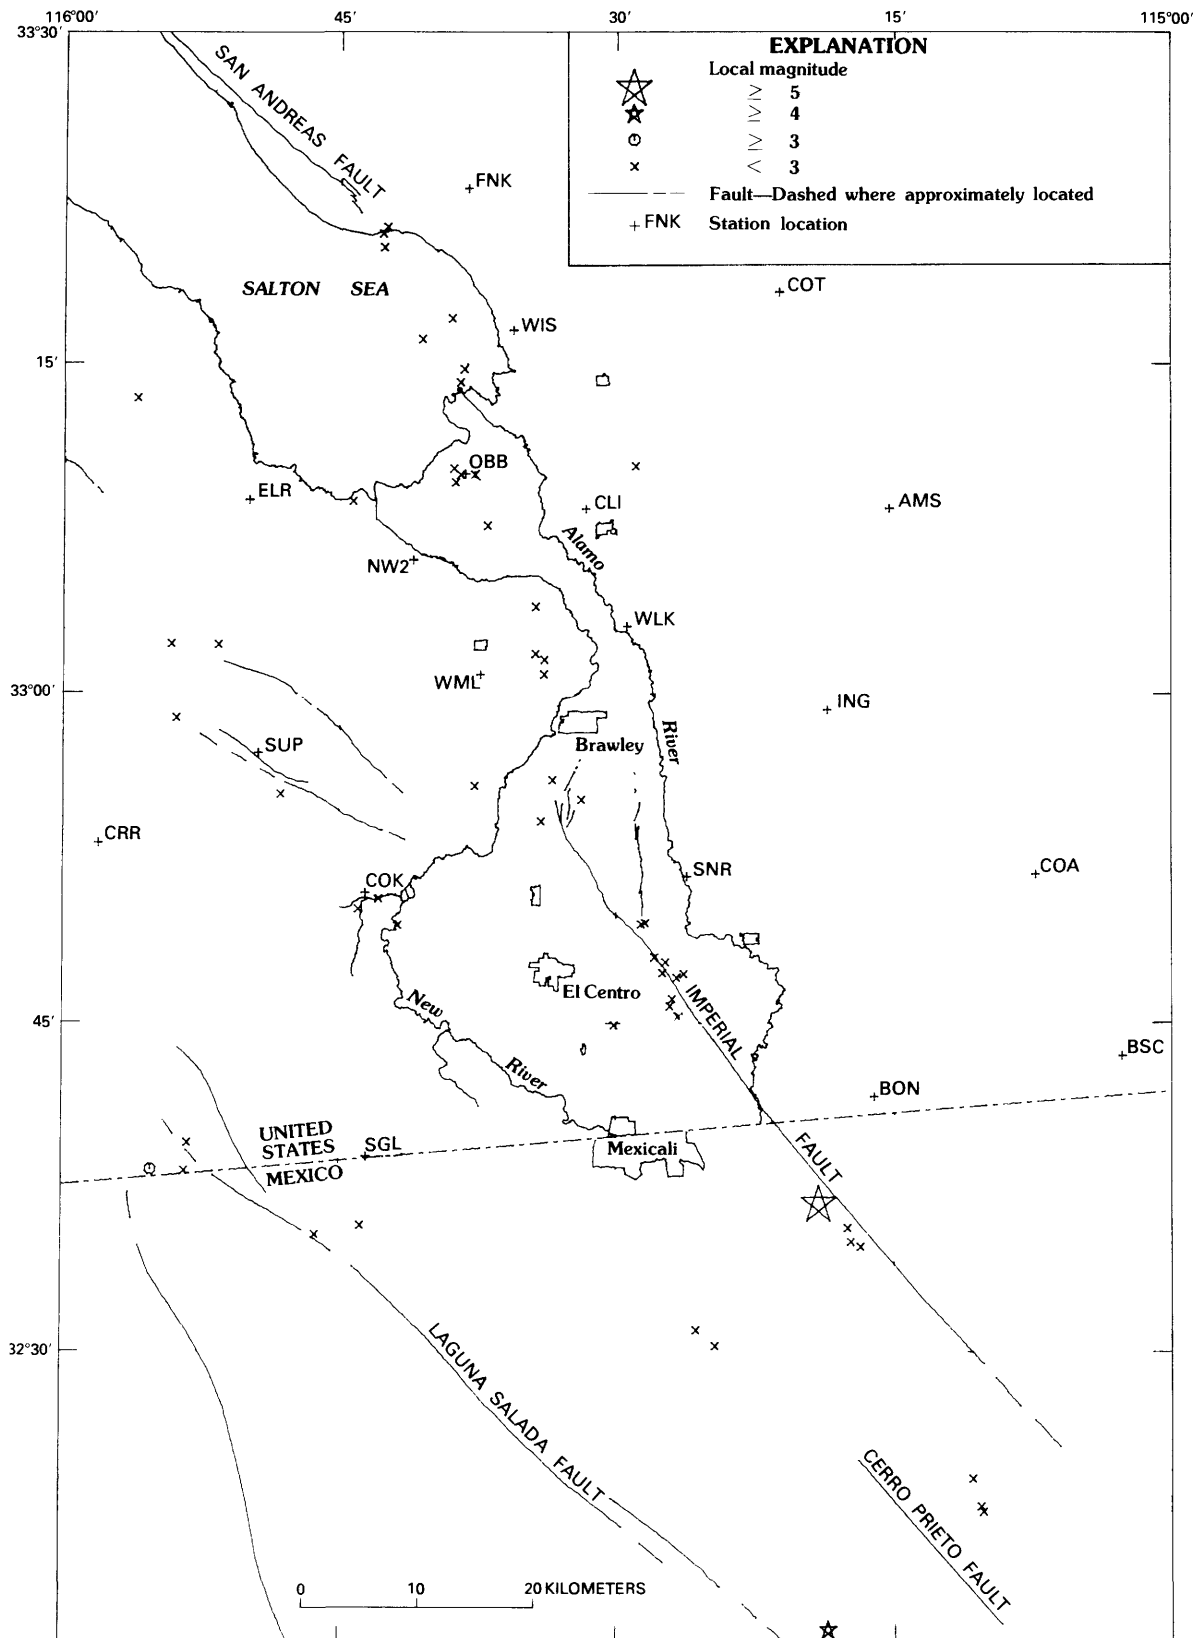 116°00′ 45′ 30′ 15′ 115°00′
33°30′
EXPLANATION
Local magnitude
≥ 5
≥ 4
≥ 3
< 3
Fault—Dashed where approximately located
+ FNK Station location
SAN ANDREAS FAULT
FNK
SALTON SEA
COT
WIS
15′
OBB
ELR
CLI
AMS
Alamo
NW2
WLK
WML
33°00′
ING
River
Brawley
SUP
CRR
SNR
COA
COK
El Centro
IMPERIAL
New
45′
BSC
River
BON
UNITED
STATES
SGL
MEXICO
Mexicali
FAULT
32°30′
LAGUNA SALADA FAULT
CERRO PRIETO FAULT
0 10 20 KILOMETERS